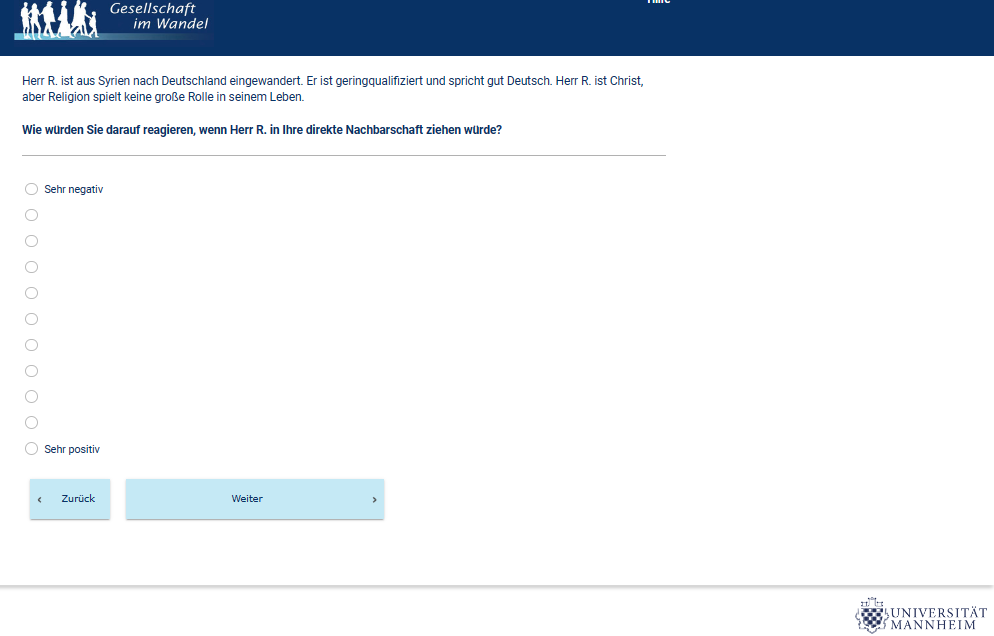 Gesellschaft
im Wandel
Herr R. ist aus Syrien nach Deutschland eingewandert. Er ist geringqualifiziert und spricht gut Deutsch. Herr R. ist Christ,
aber Religion spielt keine große Rolle in seinem Leben.
Wie würden Sie darauf reagieren, wenn Herr R. in Ihre direkte Nachbarschaft ziehen würde?
Sehr negativ
Sehr positiv
‹ Zurück
Weiter ›
UNIVERSITÄT
MANNHEIM